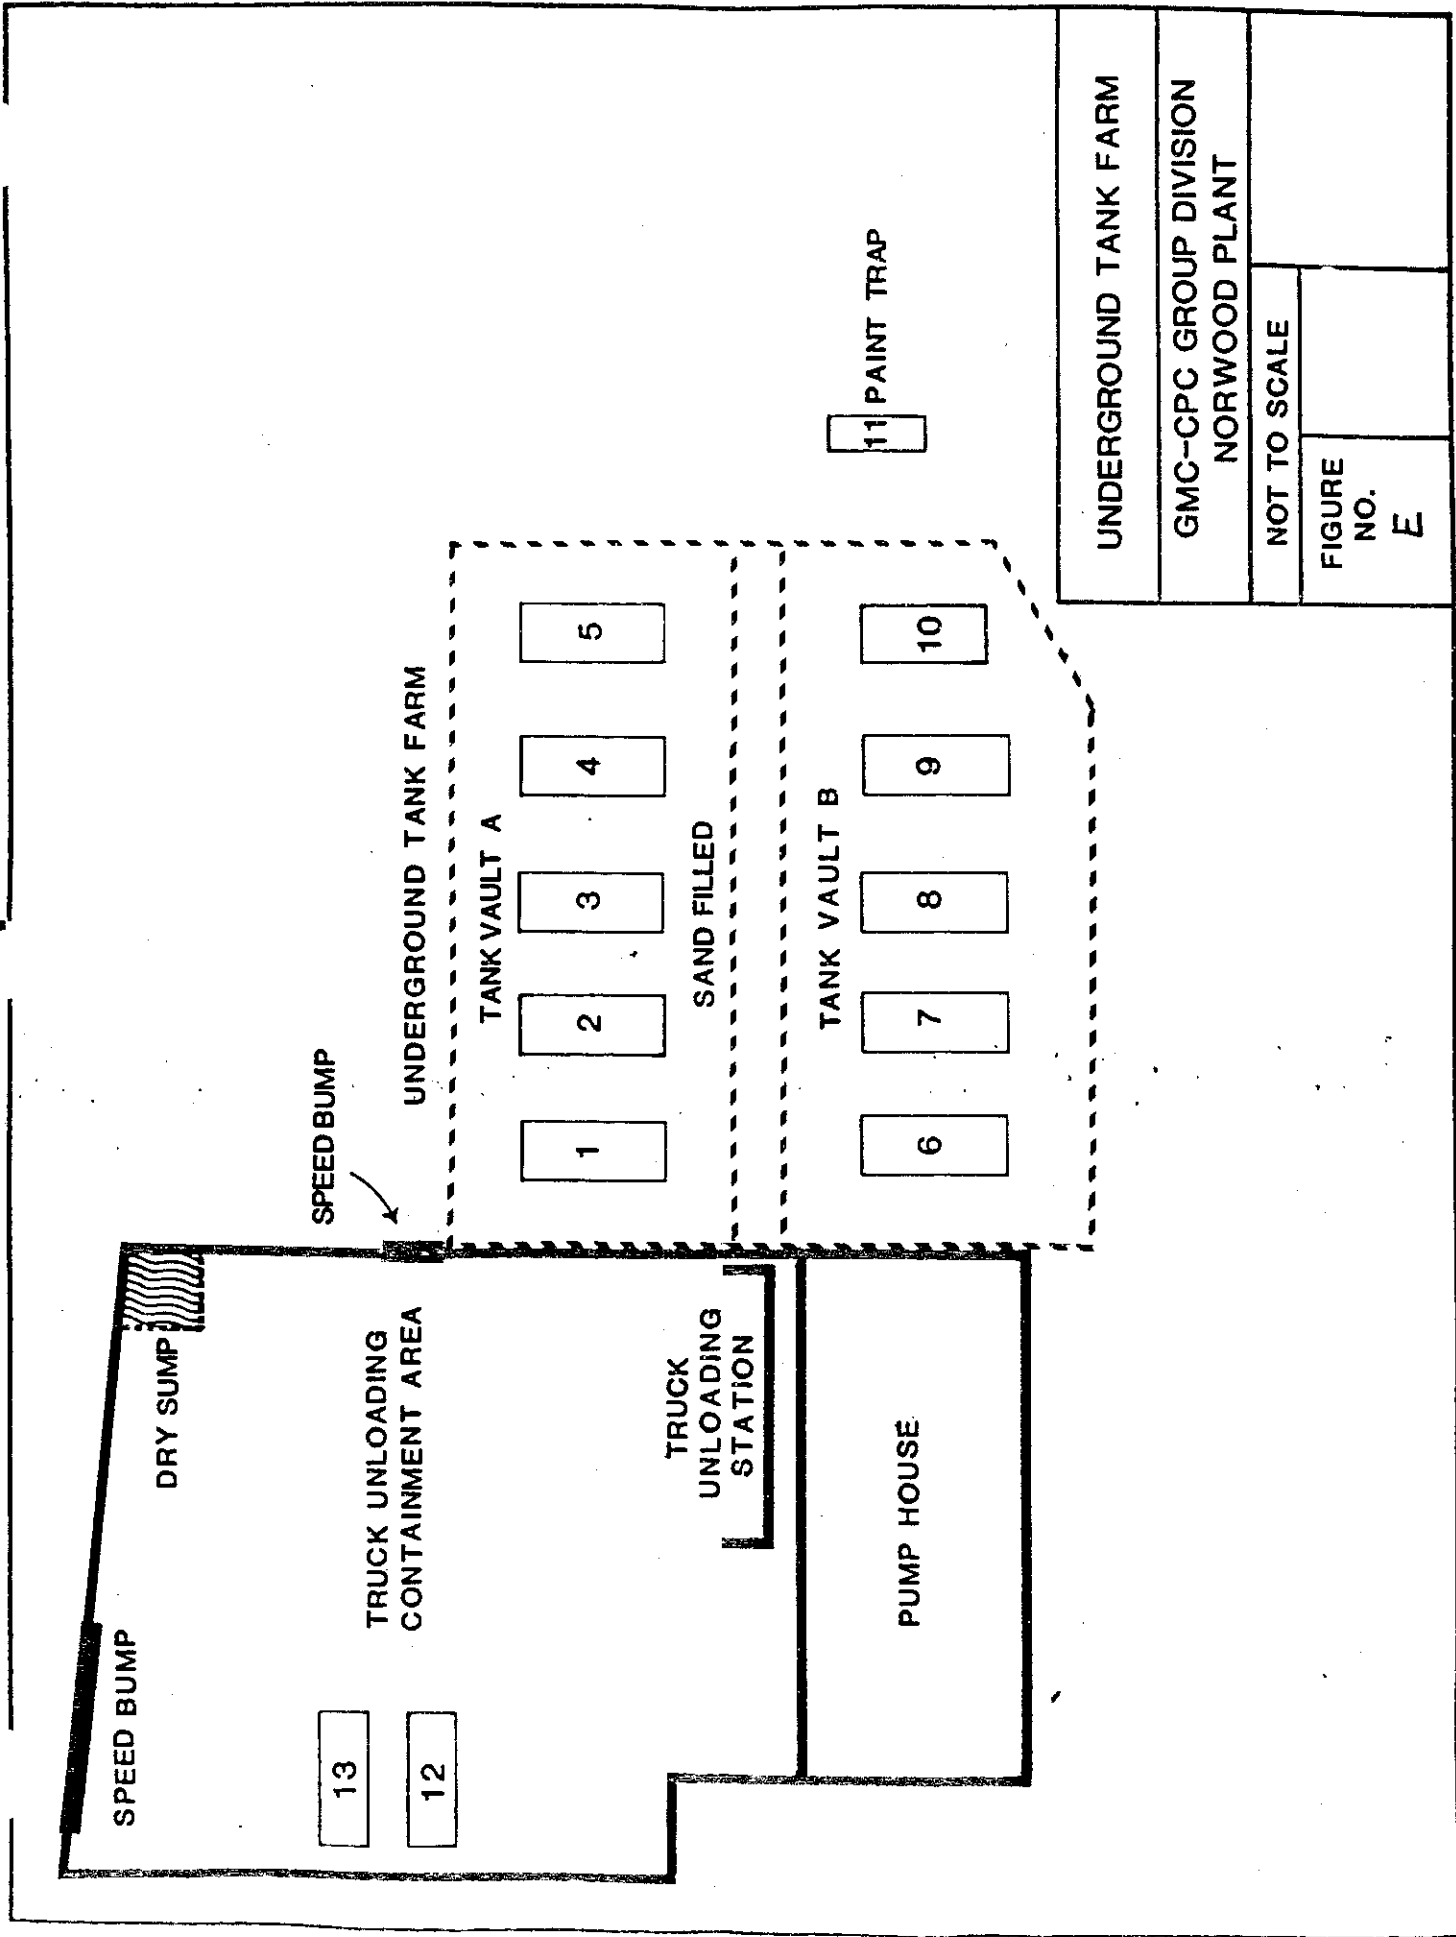 SPEED BUMP
DRY SUMP
SPEED BUMP
13
12
TRUCK UNLOADING
CONTAINMENT AREA
UNDERGROUND TANK FARM
TANK VAULT A
1
2
3
4
5
SAND FILLED
TRUCK
UNLOADING
STATION
TANK VAULT B
6
7
8
9
10
PUMP HOUSE
11 PAINT TRAP
UNDERGROUND TANK FARM
GMC-CPC GROUP DIVISION
NORWOOD PLANT
NOT TO SCALE
FIGURE
NO.
E